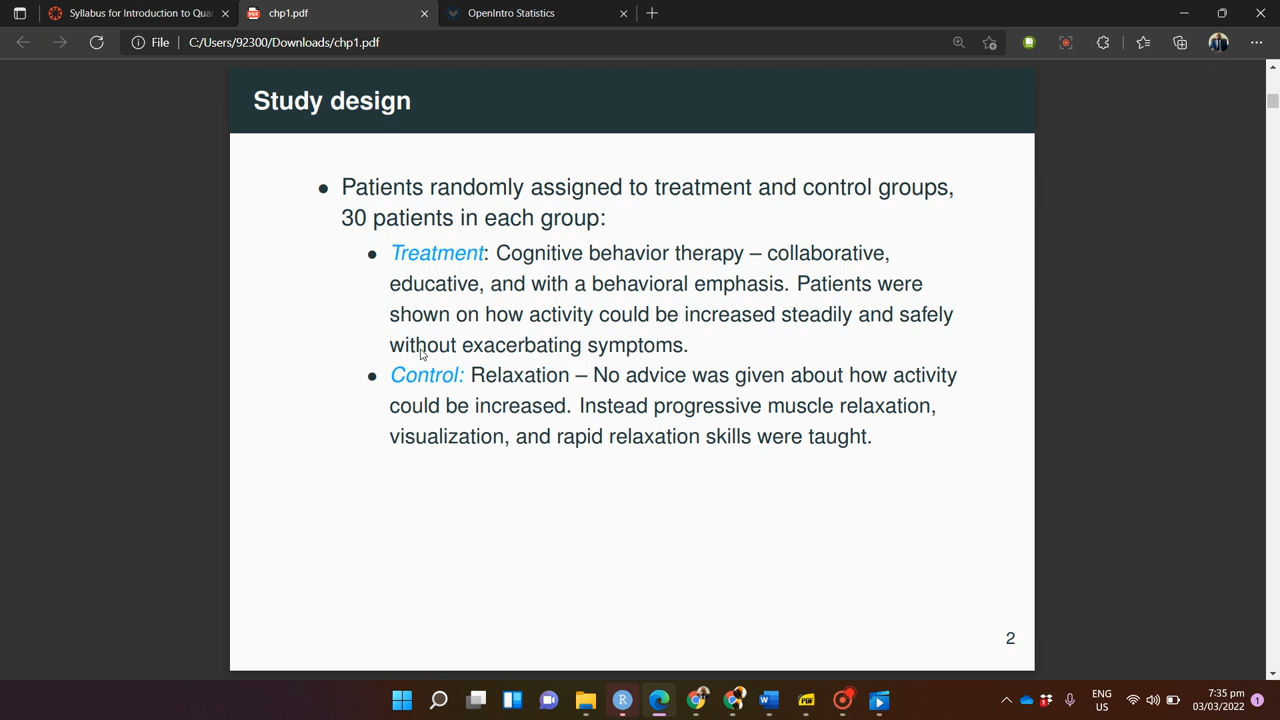 Syllabus for Introduction to Qua
chp1.pdf
OpenIntro Statistics
File
C:/Users/92300/Downloads/chp1.pdf
Study design
Patients randomly assigned to treatment and control groups,
30 patients in each group:
Treatment: Cognitive behavior therapy – collaborative,
educative, and with a behavioral emphasis. Patients were
shown on how activity could be increased steadily and safely
without exacerbating symptoms.
Control: Relaxation – No advice was given about how activity
could be increased. Instead progressive muscle relaxation,
visualization, and rapid relaxation skills were taught.
2
ENG
US
7:35 pm
03/03/2022
1